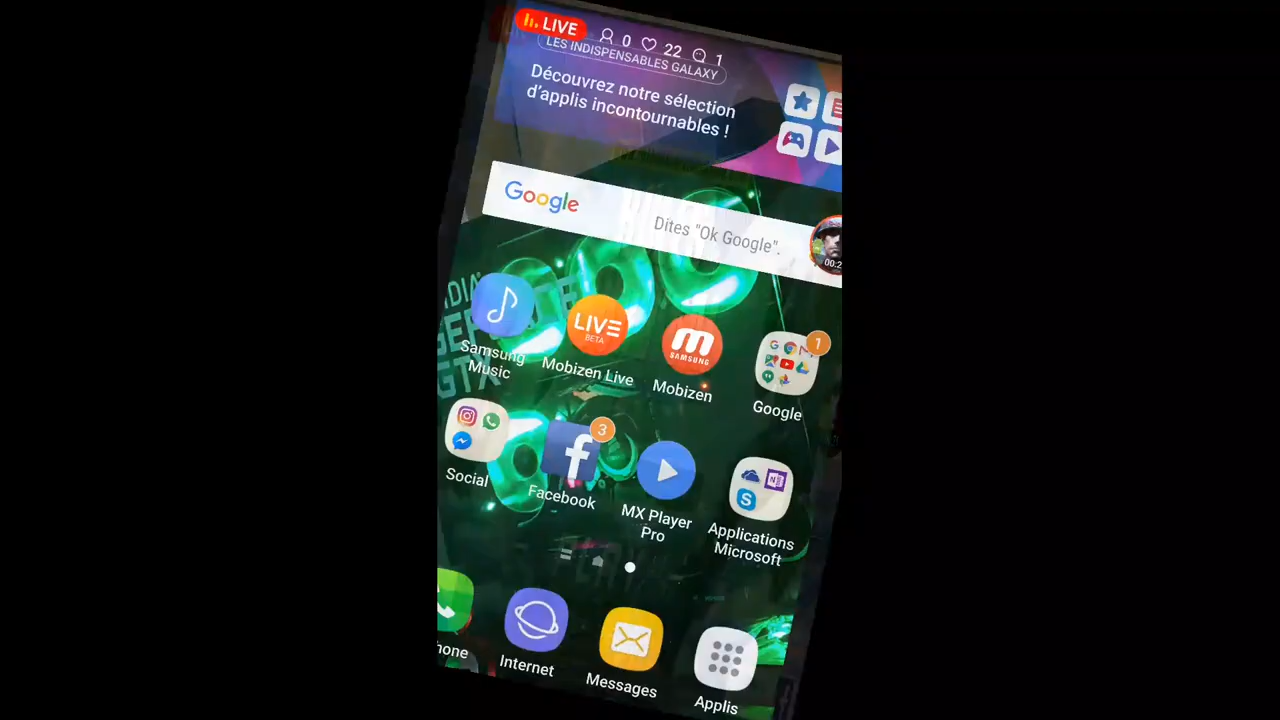 LIVE 0 22 1
LES INDISPENSABLES GALAXY
Découvrez notre sélection
d'applis incontournables !
Google
Dites "Ok Google".
00:2
GTX
LIVE
BETA
SAMSUNG
1
Samsung
Music
Mobizen Live
Mobizen
Google
3
Social
Facebook
MX Player
Pro
Applications
Microsoft
hone
Internet
Messages
Applis